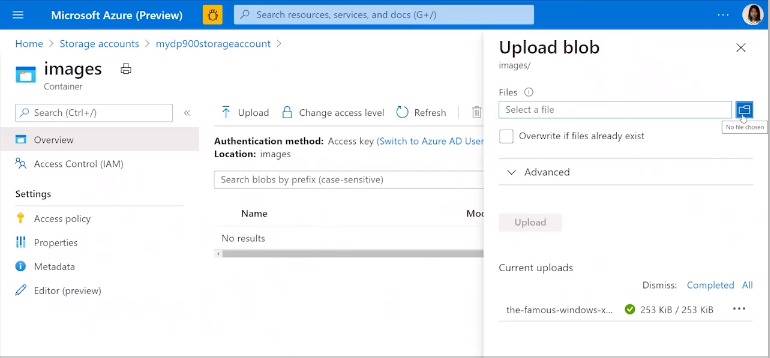 Microsoft Azure (Preview)
Search resources, services, and docs (G+/)
Home > Storage accounts > mydp900storageaccount >
images
Container
Search (Ctrl+/)
Overview
Access Control (IAM)
Settings
Access policy
Properties
Metadata
Editor (preview)
Upload
Change access level
Refresh
Authentication method: Access key (Switch to Azure AD User
Location: images
Search blobs by prefix (case-sensitive)
Name
Mod
No results
Upload blob
images/
Files
Select a file
No file chosen
Overwrite if files already exist
Advanced
Upload
Current uploads
Dismiss: Completed All
the-famous-windows-x... 253 KiB / 253 KiB